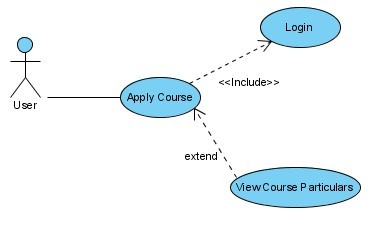 Login
<<Include>>
Apply Course
User
extend
View Course Particulars